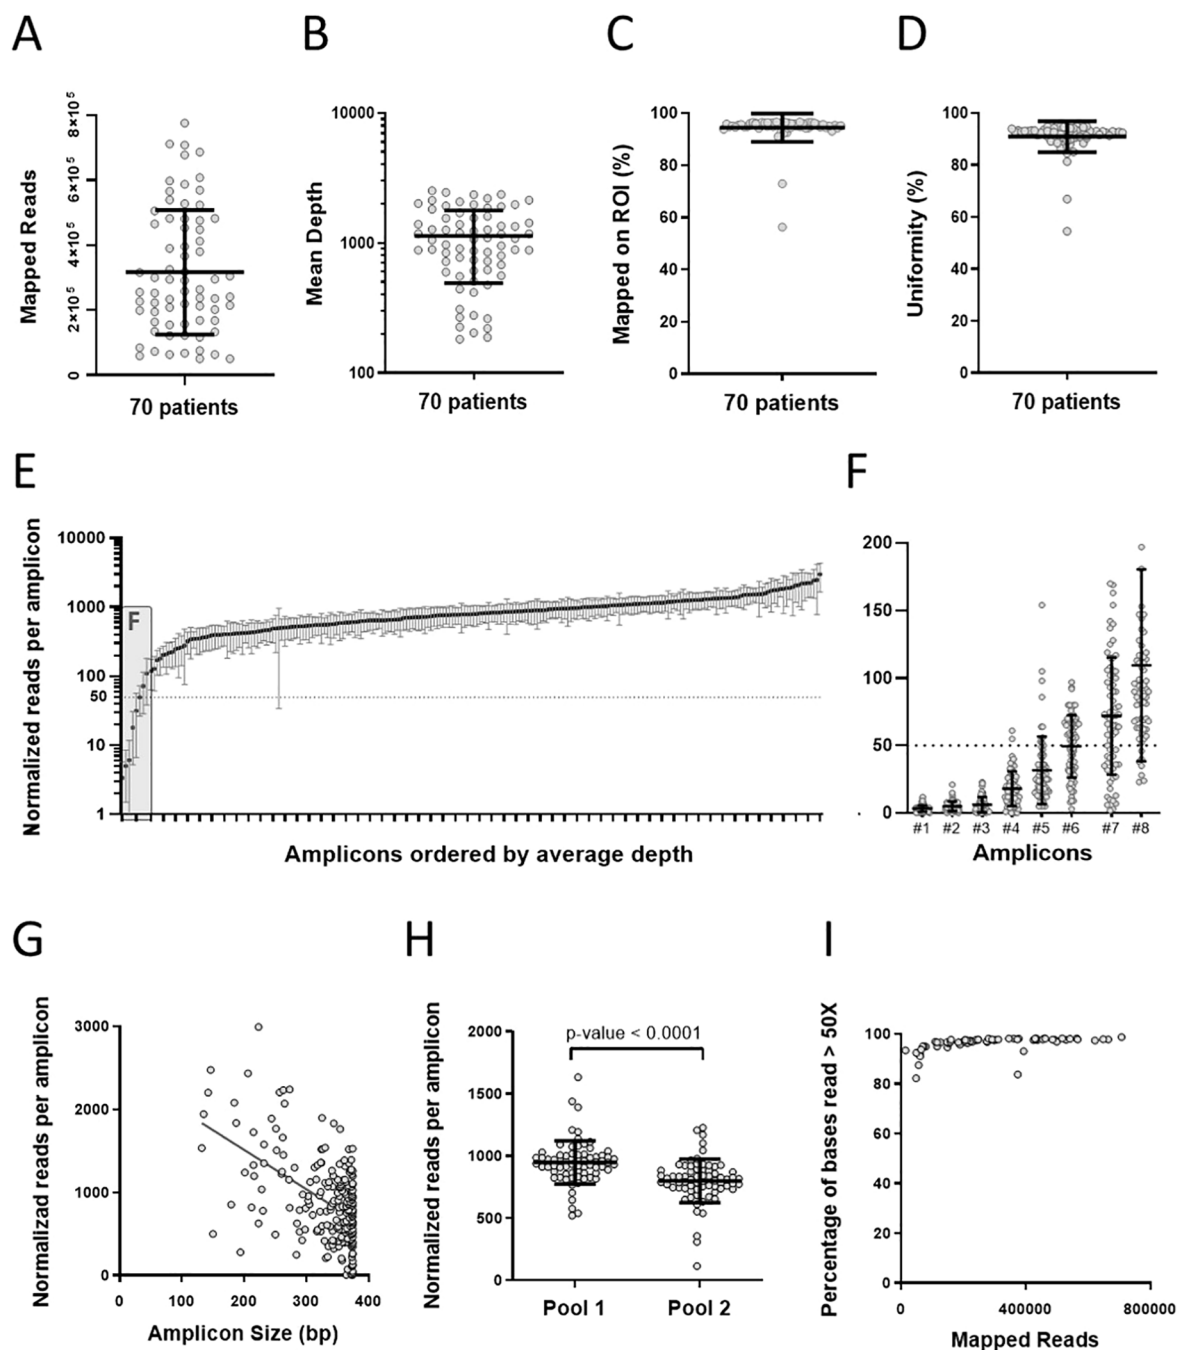 A
B
C
D
Mapped Reads
8×10⁵
6×10⁵
4×10⁵
2×10⁵
0
70 patients
Mean Depth
10000
1000
100
70 patients
Mapped on ROI (%)
100
80
60
40
20
0
70 patients
Uniformity (%)
100
80
60
40
20
0
70 patients
E
F
Normalized reads per amplicon
10000
1000
100
50
10
1
F
Amplicons ordered by average depth
200
150
100
50
0
#1 #2 #3 #4 #5 #6 #7 #8
Amplicons
G
H
I
Normalizad reads per amplicon
3000
2000
1000
0
0 100 200 300 400
Amplicon Size (bp)
Normalized reads per amplicon
2000
1500
1000
500
0
p-value < 0.0001
Pool 1 Pool 2
Percentage of bases read > 50X
100
80
60
40
20
0
0 400000 800000
Mapped Reads